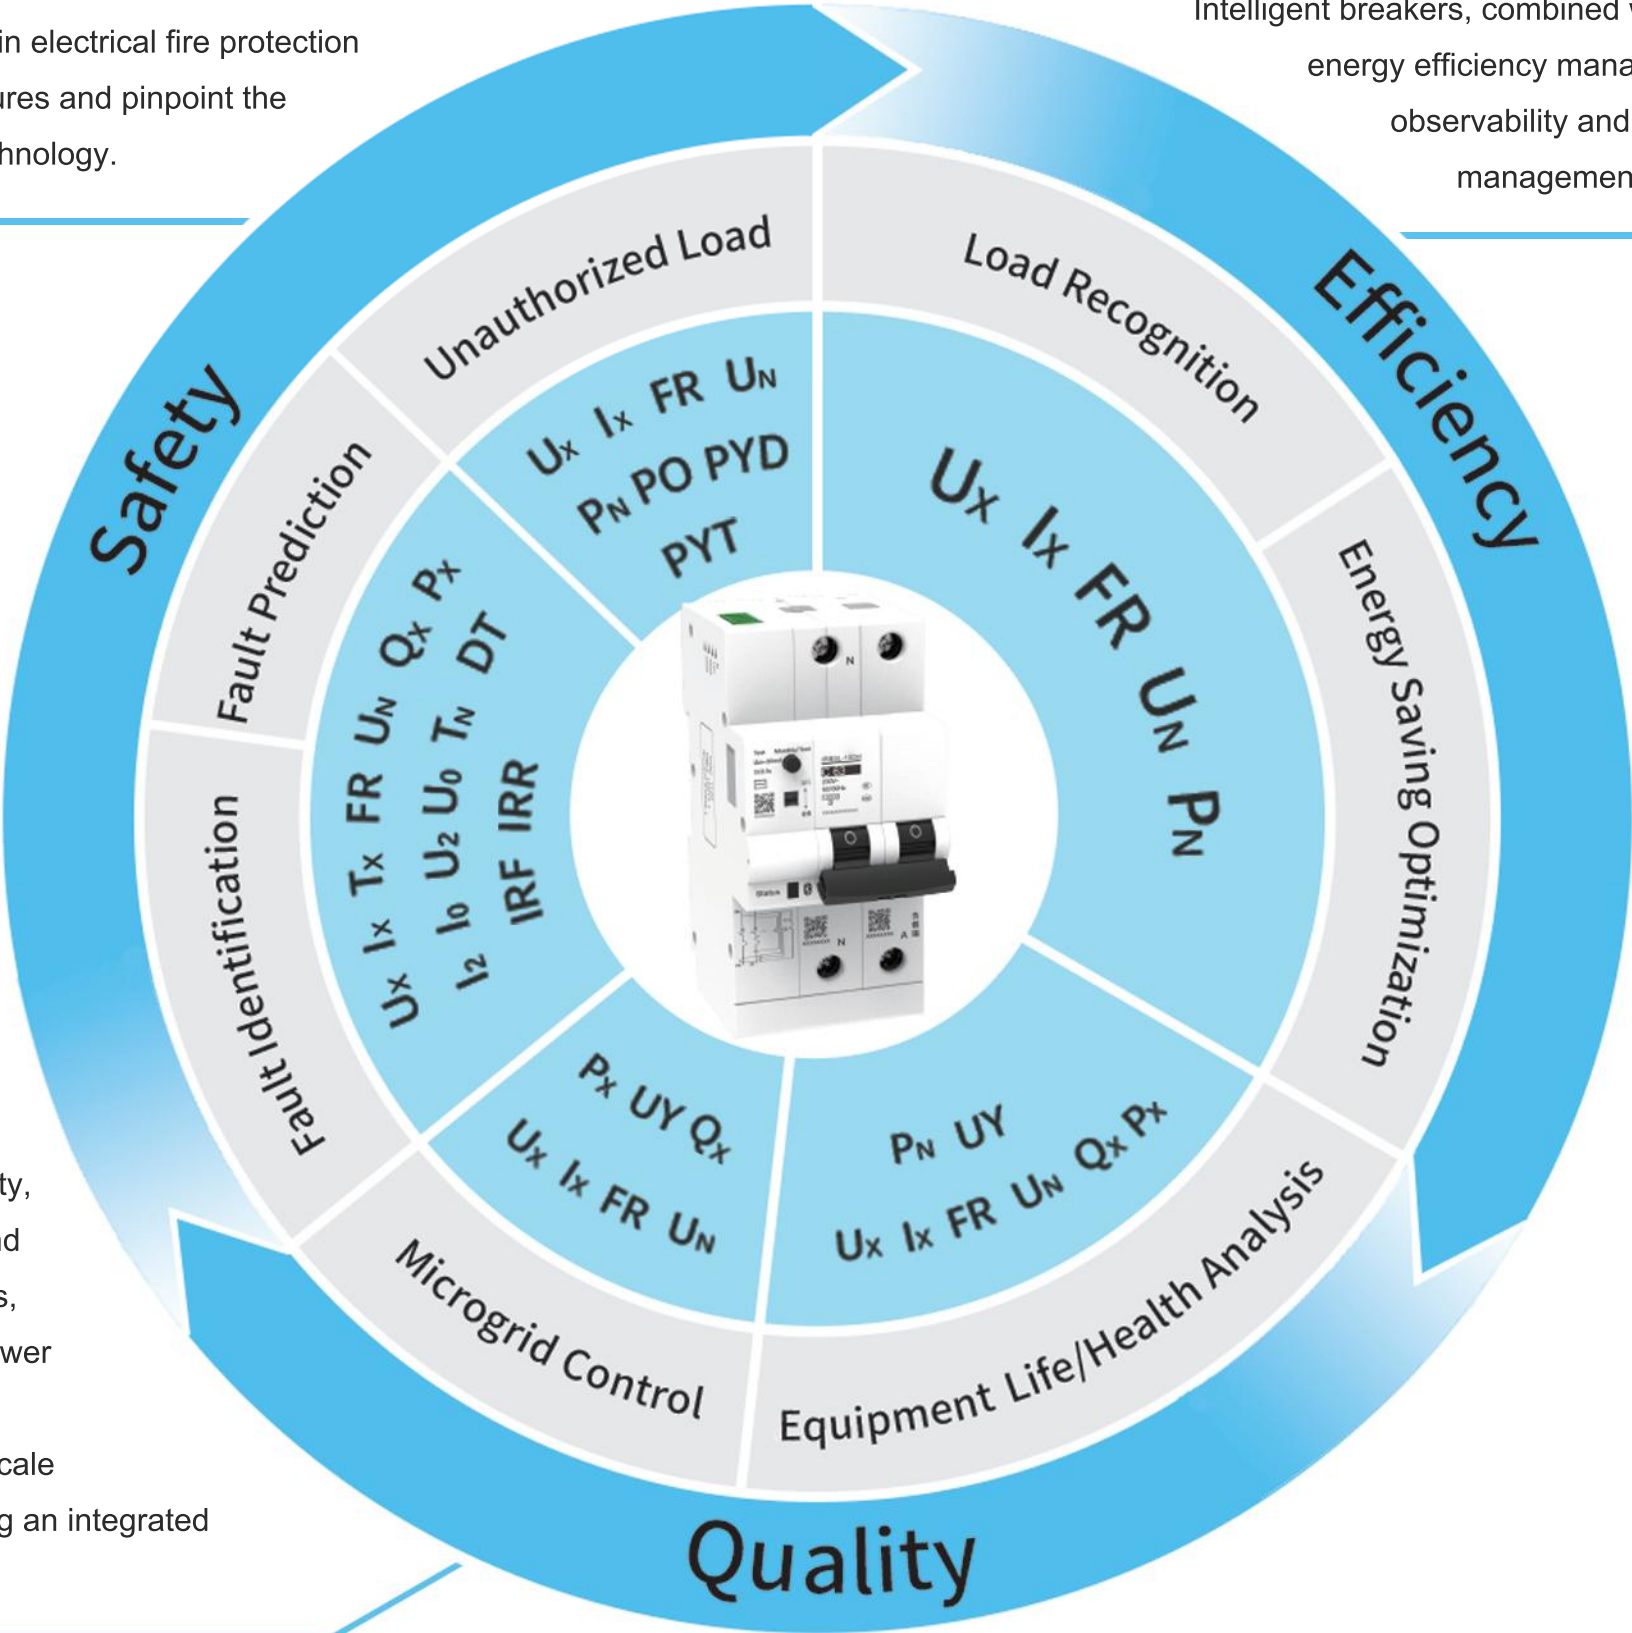 in electrical fire protection
ures and pinpoint the
hnology.
Intelligent breakers, combined
energy efficiency mana
observability and
managemen
Safety
Efficiency
Quality
Unauthorized Load
Load Recognition
Fault Prediction
Energy Saving Optimization
Fault Identification
Microgrid Control
Equipment Life/Health Analysis
Ux Ix FR UN
PN PO PYD
PYT
Ux Ix FR UN PN
Ux Ix Tx FR UN Qx Px
I2 I0 U2 U0 TN DT
IRF IRR
Px UY Qx
Ux Ix FR UN
PN UY
Ux Ix FR UN Qx Px
N
Status
N
A
ty,
nd
s,
wer
cale
g an integrated